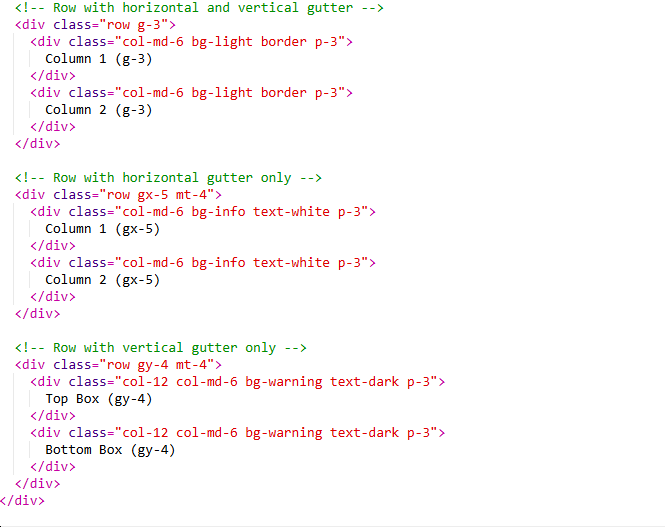 <!-- Row with horizontal and vertical gutter -->
<div class="row g-3">
<div class="col-md-6 bg-light border p-3">
Column 1 (g-3)
</div>
<div class="col-md-6 bg-light border p-3">
Column 2 (g-3)
</div>
</div>
<!-- Row with horizontal gutter only -->
<div class="row gx-5 mt-4">
<div class="col-md-6 bg-info text-white p-3">
Column 1 (gx-5)
</div>
<div class="col-md-6 bg-info text-white p-3">
Column 2 (gx-5)
</div>
</div>
<!-- Row with vertical gutter only -->
<div class="row gy-4 mt-4">
<div class="col-12 col-md-6 bg-warning text-dark p-3">
Top Box (gy-4)
</div>
<div class="col-12 col-md-6 bg-warning text-dark p-3">
Bottom Box (gy-4)
</div>
</div>
</div>